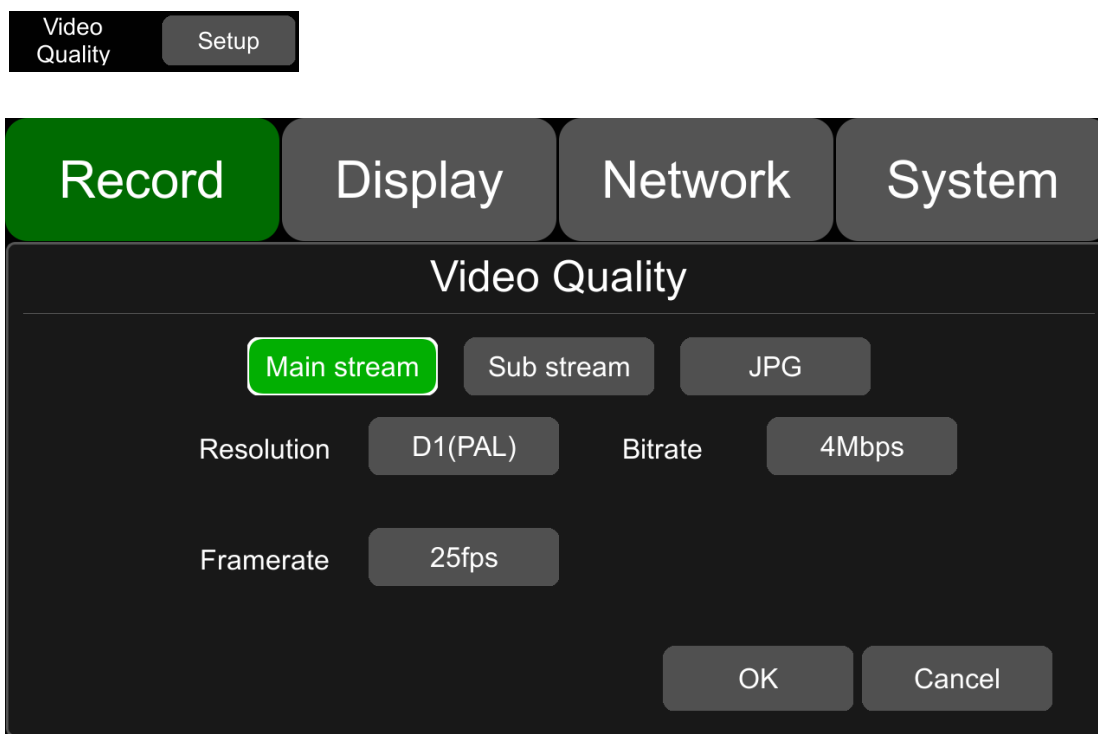 Video
Quality
Setup
Record Display Network System
Video Quality
Main stream Sub stream JPG
Resolution D1(PAL) Bitrate 4Mbps
Framerate 25fps
OK Cancel